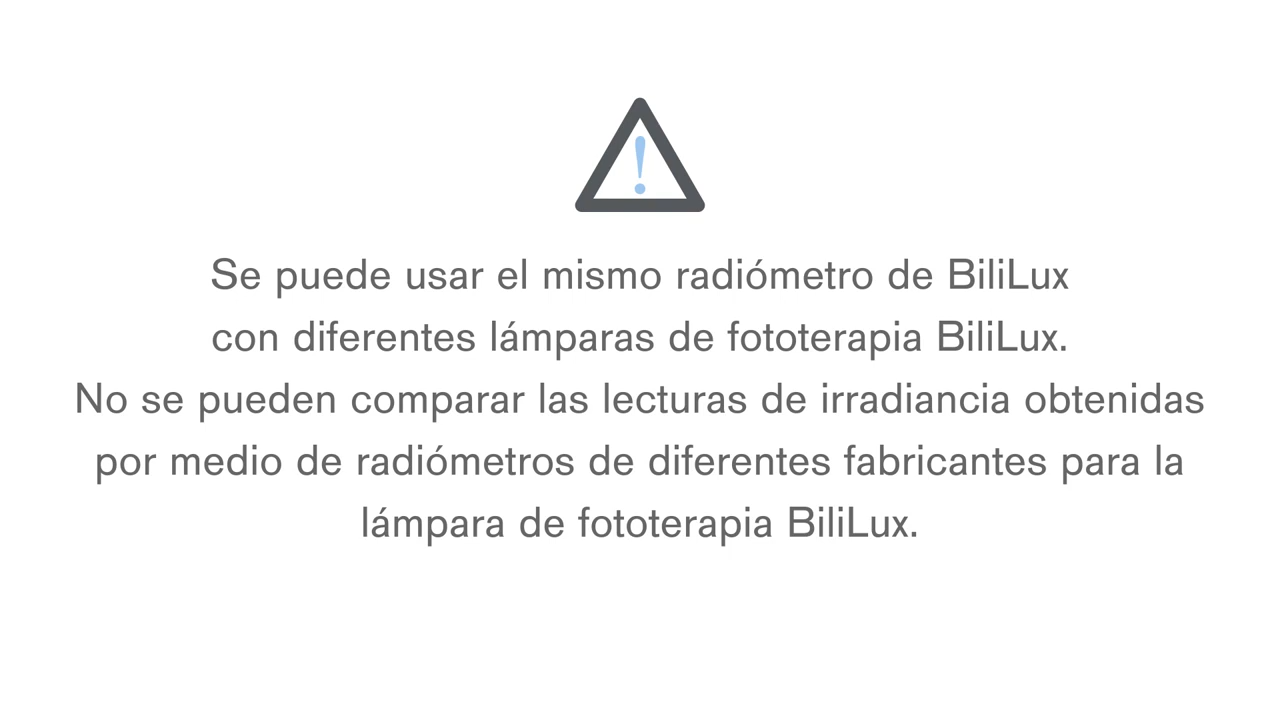 Se puede usar el mismo radiómetro de BiliLux
con diferentes lámparas de fototerapia BiliLux.
No se pueden comparar las lecturas de irradiancia obtenidas
por medio de radiómetros de diferentes fabricantes para la
lámpara de fototerapia BiliLux.